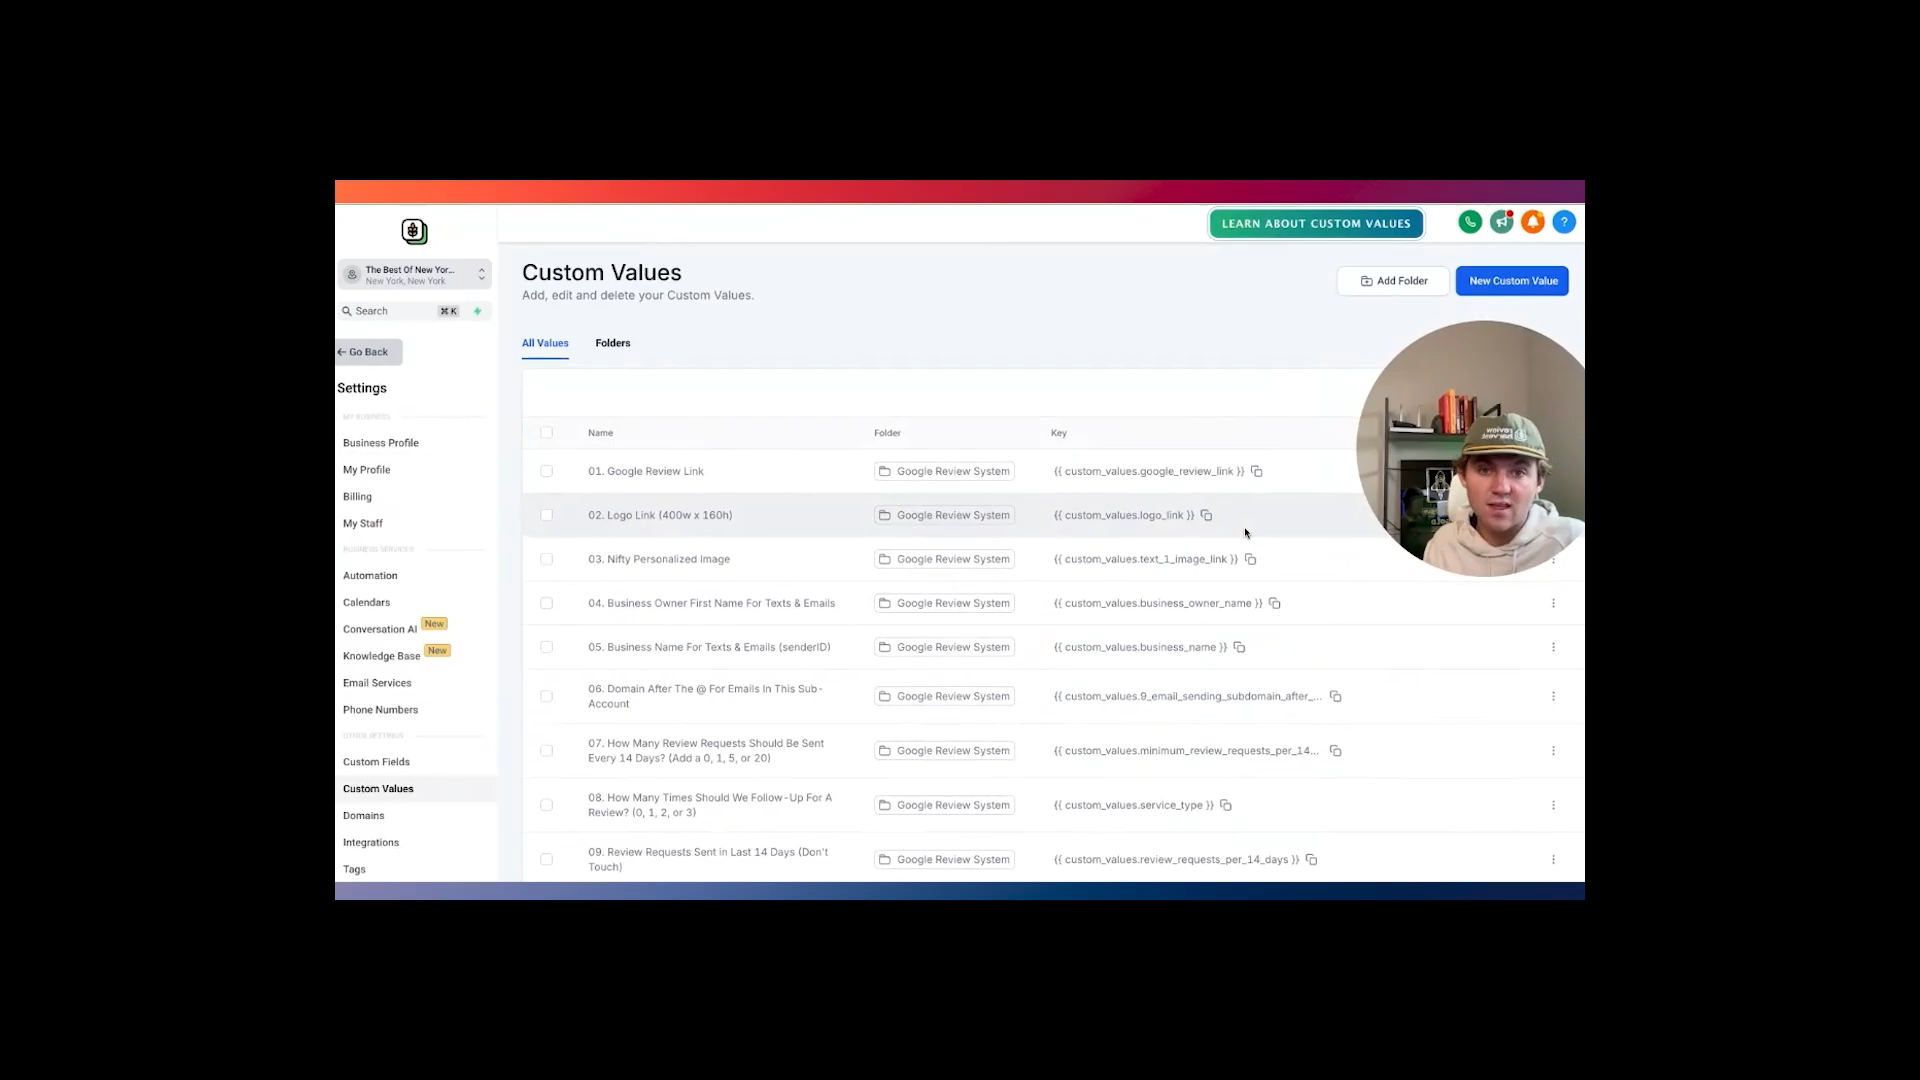 LEARN ABOUT CUSTOM VALUES
?
The Best Of New Yor...
New York, New York
Search
⌘ K
← Go Back
Settings
MY BUSINESS
Business Profile
My Profile
Billing
My Staff
BUSINESS SERVICES
Automation
Calendars
Conversation AI New
Knowledge Base New
Email Services
Phone Numbers
OTHER SETTINGS
Custom Fields
Custom Values
Domains
Integrations
Tags
Custom Values
Add, edit and delete your Custom Values.
Add Folder
New Custom Value
All Values Folders
Name Folder Key
01. Google Review Link Google Review System {{ custom_values.google_review_link }}
02. Logo Link (400w x 160h) Google Review System {{ custom_values.logo_link }}
03. Nifty Personalized Image Google Review System {{ custom_values.text_1_image_link }}
04. Business Owner First Name For Texts & Emails Google Review System {{ custom_values.business_owner_name }}
05. Business Name For Texts & Emails (senderID) Google Review System {{ custom_values.business_name }}
06. Domain After The @ For Emails In This Sub-
Account
Google Review System {{ custom_values.9_email_sending_subdomain_after_...
07. How Many Review Requests Should Be Sent
Every 14 Days? (Add a 0, 1, 5, or 20)
Google Review System {{ custom_values.minimum_review_requests_per_14...
08. How Many Times Should We Follow-Up For A
Review? (0, 1, 2, or 3)
Google Review System {{ custom_values.service_type }}
09. Review Requests Sent in Last 14 Days (Don't
Touch)
Google Review System {{ custom_values.review_requests_per_14_days }}